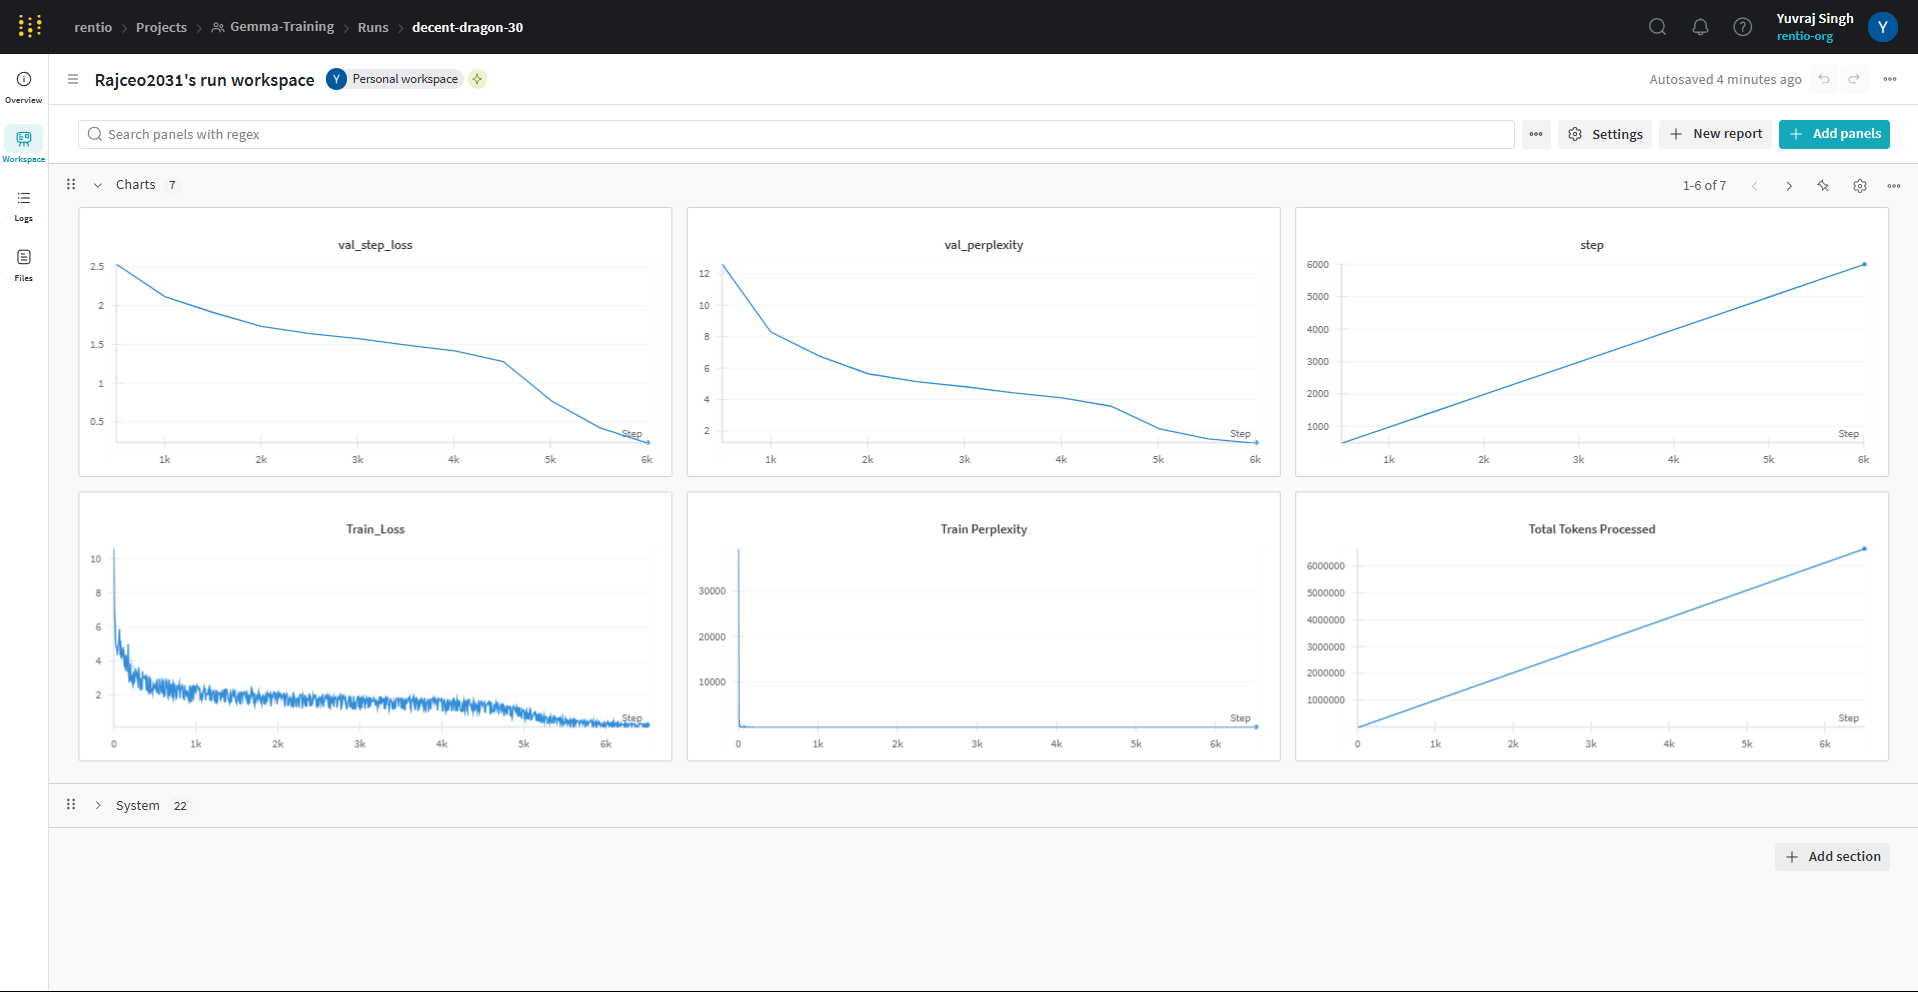 rentio
Projects
Gemma-Training
Runs
decent-dragon-30
Yuvraj Singh
rentio-org
Y
Overview
Workspace
Logs
Files
Rajceo2031's run workspace
Y
Personal workspace
Autosaved 4 minutes ago
Search panels with regex
Settings
New report
Add panels
Charts 7
1-6 of 7
val_step_loss
2.5
2
1.5
1
0.5
Step
1k 2k 3k 4k 5k 6k
val_perplexity
12
10
8
6
4
2
Step
1k 2k 3k 4k 5k 6k
step
6000
5000
4000
3000
2000
1000
Step
1k 2k 3k 4k 5k 6k
Train_Loss
10
8
6
4
2
Step
0 1k 2k 3k 4k 5k 6k
Train Perplexity
30000
20000
10000
Step
0 1k 2k 3k 4k 5k 6k
Total Tokens Processed
6000000
5000000
4000000
3000000
2000000
1000000
Step
0 1k 2k 3k 4k 5k 6k
System 22
Add section